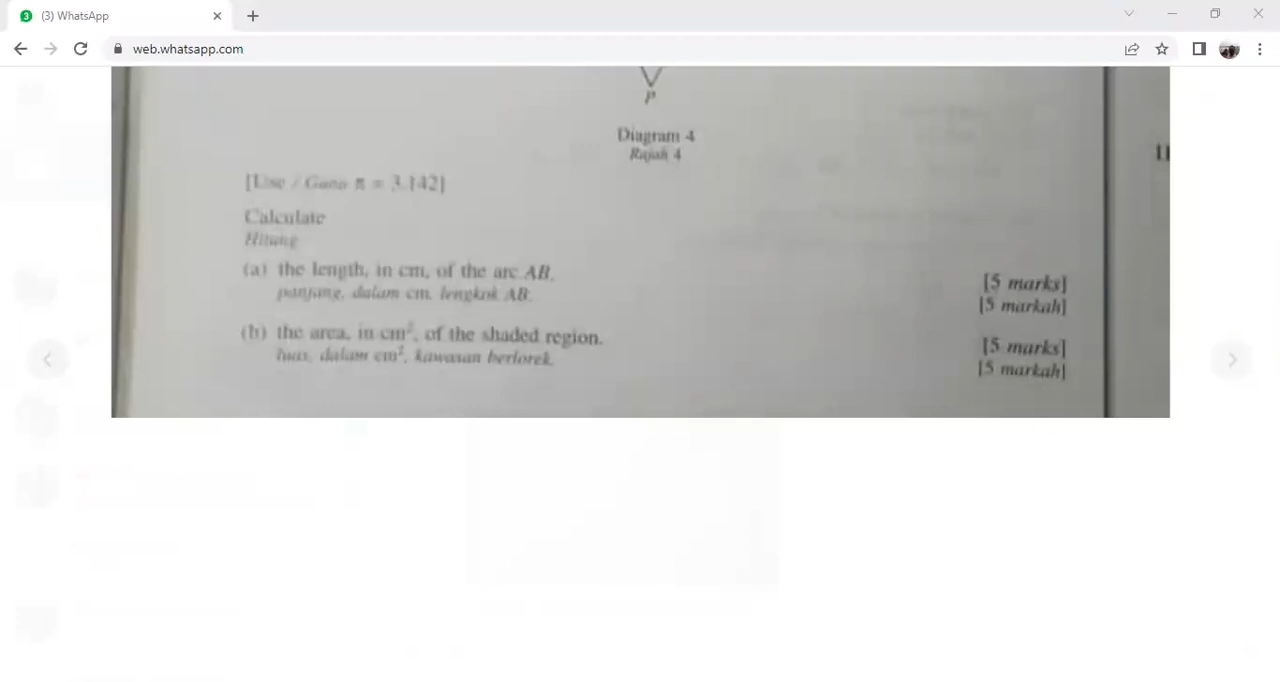 (3) WhatsApp
web.whatsapp.com
P
Diagram 4
Rajah 4
[Use / Guna π = 3.142]
Calculate
Hitung
(a) the length, in cm, of the arc AB.
[5 marks]
panjang, dalam cm, lengkok AB.
[5 markah]
(b) the area, in cm², of the shaded region.
[5 marks]
luas, dalam cm², kawasan berlorek.
[5 markah]